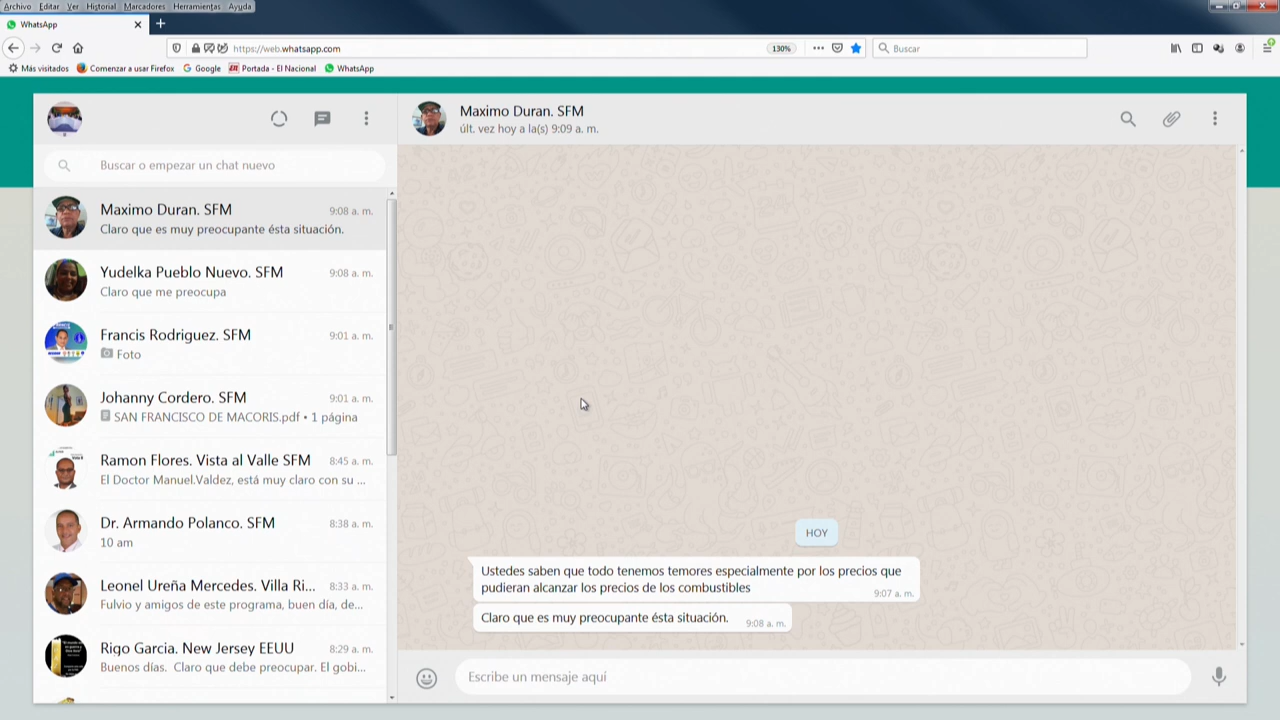 Archivo Editar Ver Historial Marcadores Herramientas Ayuda
WhatsApp
https://web.whatsapp.com
130%
Buscar
Más visitados
Comenzar a usar Firefox
Google
Portada - El Nacional
WhatsApp
Buscar o empezar un chat nuevo
Maximo Duran. SFM
9:08 a. m.
Claro que es muy preocupante ésta situación.
Yudelka Pueblo Nuevo. SFM
9:08 a. m.
Claro que me preocupa
Francis Rodriguez. SFM
9:01 a. m.
Foto
Johanny Cordero. SFM
9:01 a. m.
SAN FRANCISCO DE MACORIS.pdf • 1 página
Ramon Flores. Vista al Valle SFM
8:45 a. m.
El Doctor Manuel.Valdez, está muy claro con su ...
Dr. Armando Polanco. SFM
8:38 a. m.
10 am
Leonel Ureña Mercedes. Villa Ri...
8:33 a. m.
Fulvio y amigos de este programa, buen día, de...
Rigo Garcia. New Jersey EEUU
8:29 a. m.
Buenos días. Claro que debe preocupar. El gobi...
Maximo Duran. SFM
últ. vez hoy a la(s) 9:09 a. m.
HOY
Ustedes saben que todo tenemos temores especialmente por los precios que
pudieran alcanzar los precios de los combustibles
9:07 a. m.
Claro que es muy preocupante ésta situación.
9:08 a. m.
Escribe un mensaje aquí